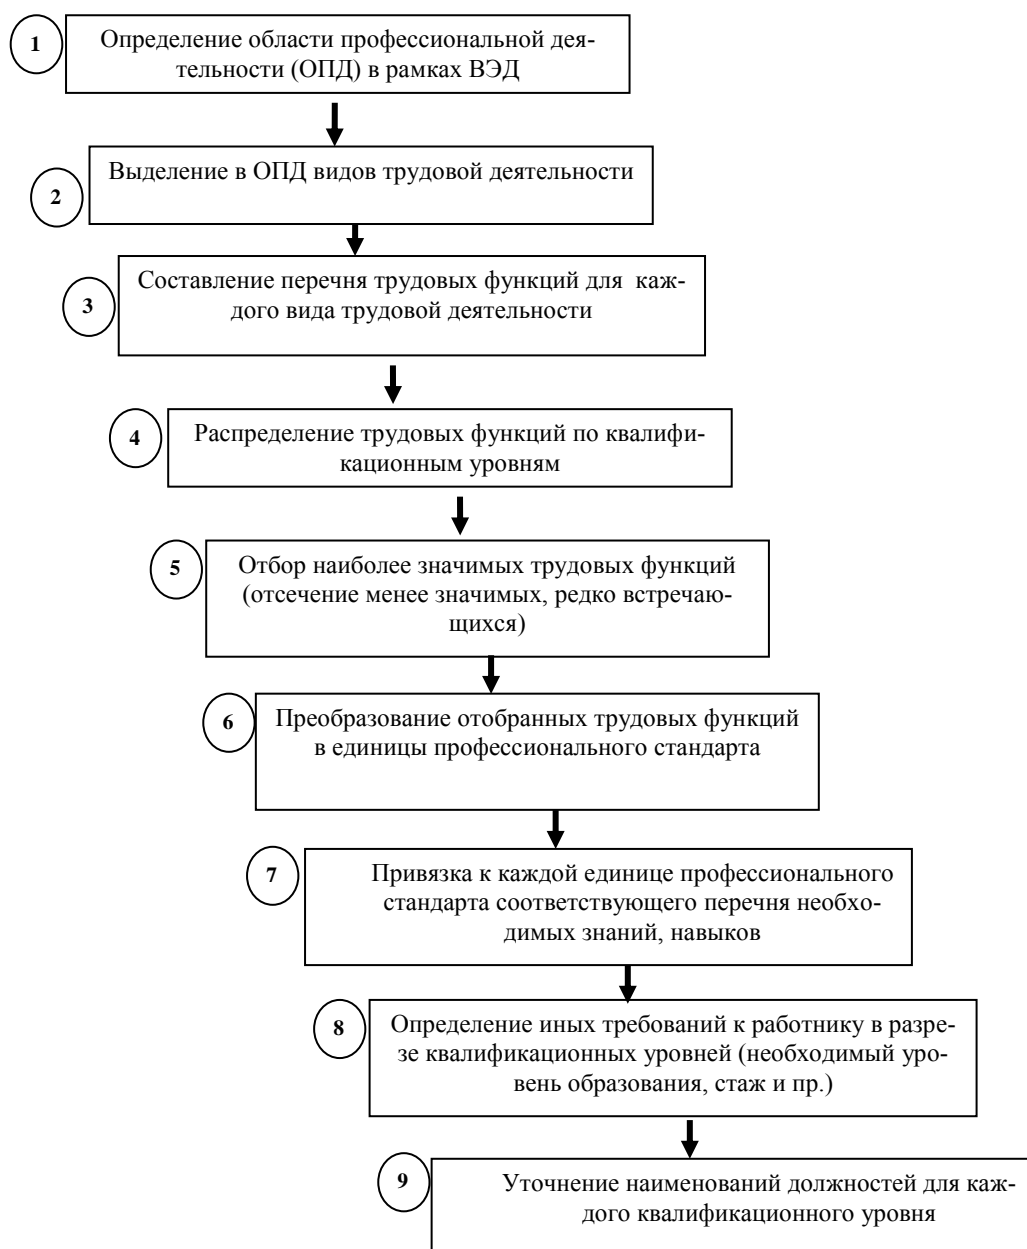 1
Определение области профессиональной дея-
тельности (ОПД) в рамках ВЭД
2
Выделение в ОПД видов трудовой деятельности
3
Составление перечня трудовых функций для каж-
дого вида трудовой деятельности
4
Распределение трудовых функций по квалифи-
кационным уровням
5
Отбор наиболее значимых трудовых функций
(отсечение менее значимых, редко встречаю-
щихся)
6
Преобразование отобранных трудовых функций
в единицы профессионального стандарта
7
Привязка к каждой единице профессионального
стандарта соответствующего перечня необхо-
димых знаний, навыков
8
Определение иных требований к работнику в разре-
зе квалификационных уровней (необходимый уро-
вень образования, стаж и пр.)
9
Уточнение наименований должностей для каж-
дого квалификационного уровня